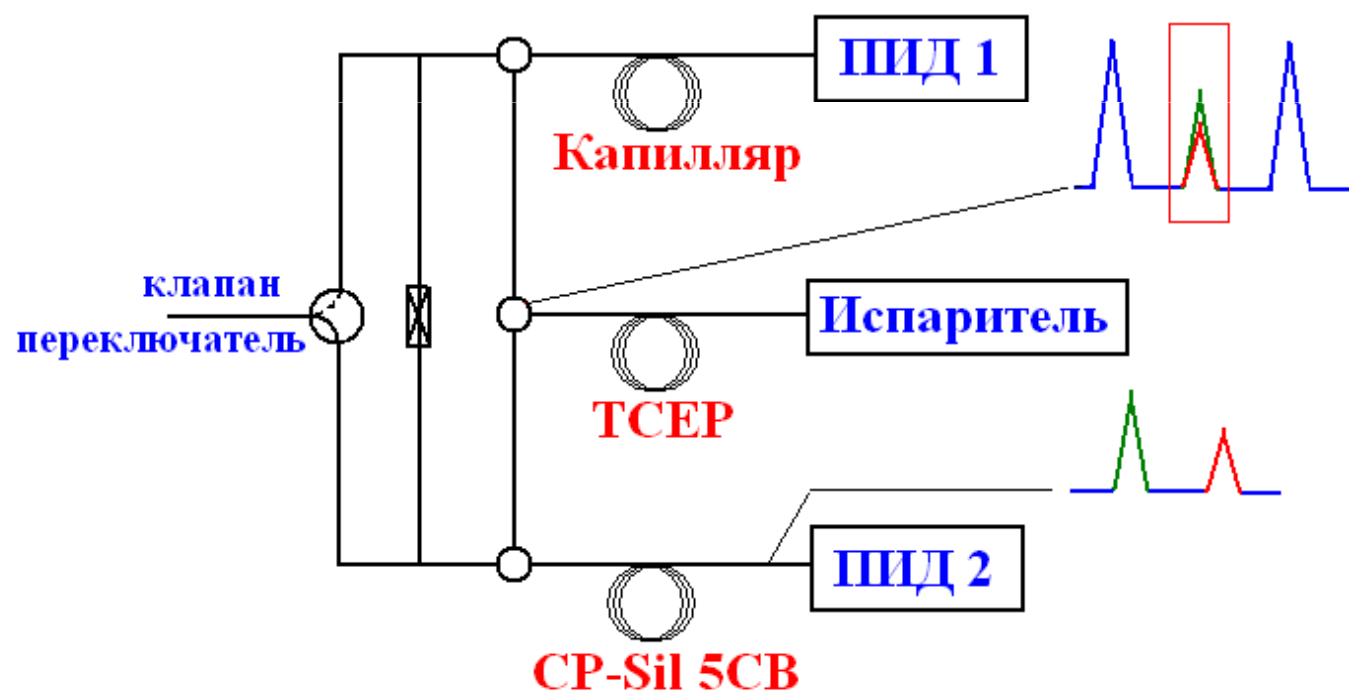 ПИД 1
Капилляр
клапан
переключатель
Испаритель
TCEP
ПИД 2
CP-Sil 5CB